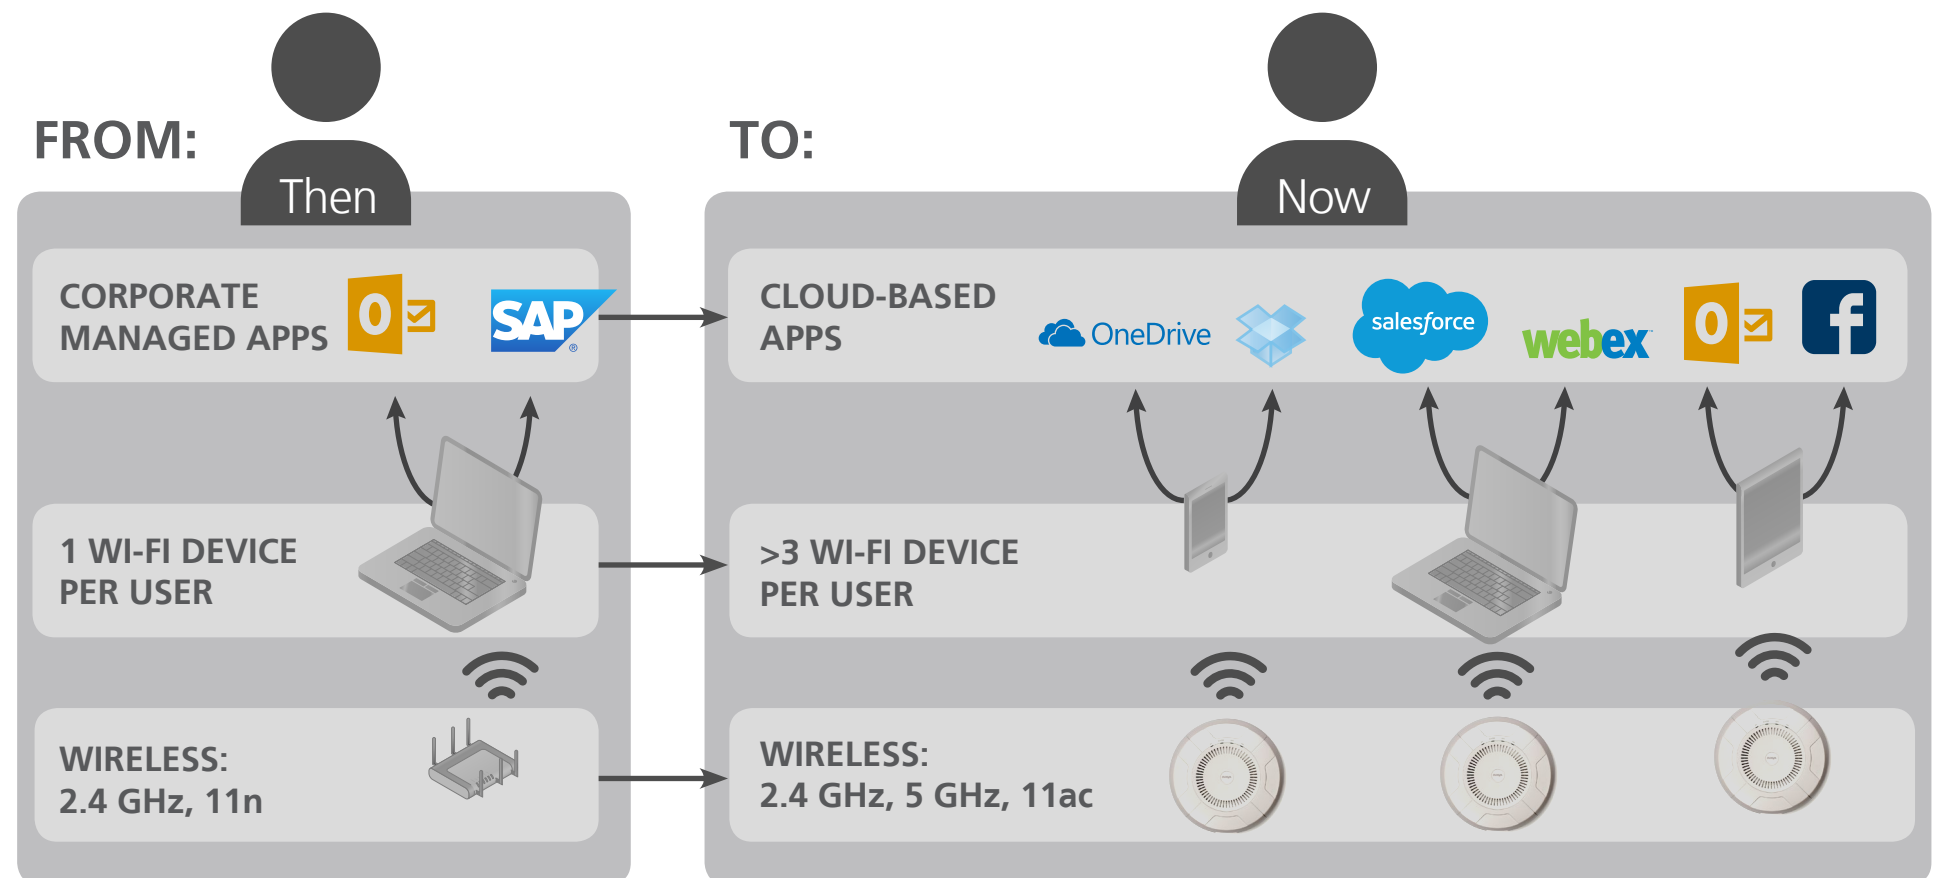 FROM:
Then
CORPORATE
MANAGED APPS
SAP
®
1 WI-FI DEVICE
PER USER
WIRELESS:
2.4 GHz, 11n
TO:
Now
CLOUD-BASED
APPS
OneDrive
salesforce
webex
>3 WI-FI DEVICE
PER USER
WIRELESS:
2.4 GHz, 5 GHz, 11ac